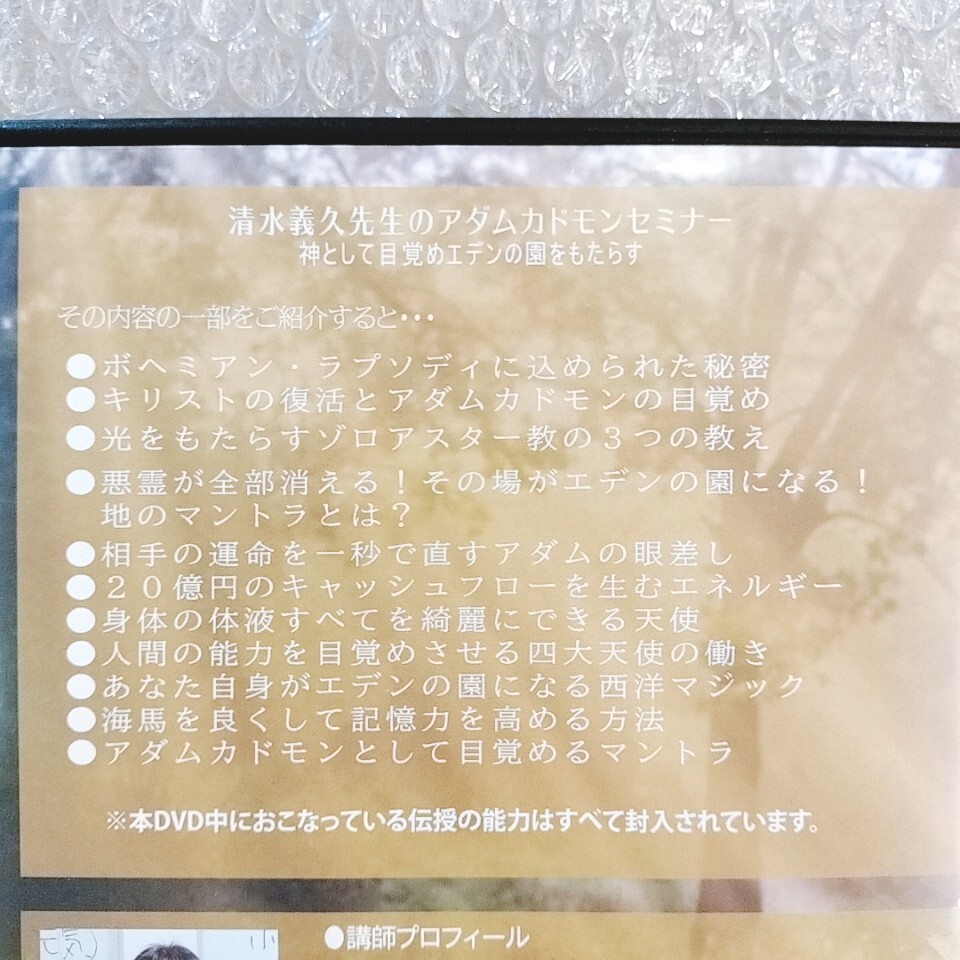 清水義久先生のアダムカドモンセミナー
神として目覚めエデンの園をもたらす
その内容の一部をご紹介すると･･･
●ボヘミアン・ラプソディに込められた秘密
●キリストの復活とアダムカドモンの目覚め
●光をもたらすゾロアスター教の３つの教え
●悪霊が全部消える！その場がエデンの園になる！
地のマントラとは？
●相手の運命を一秒で直すアダムの眼差し
●２０億円のキャッシュフローを生むエネルギー
●身体の体液すべてを綺麗にできる天使
●人間の能力を目覚めさせる四大天使の働き
●あなた自身がエデンの園になる西洋マジック
●海馬を良くして記憶力を高める方法
●アダムカドモンとして目覚めるマントラ
※本DVD中におこなっている伝授の能力はすべて封入されています。
●講師プロフィール